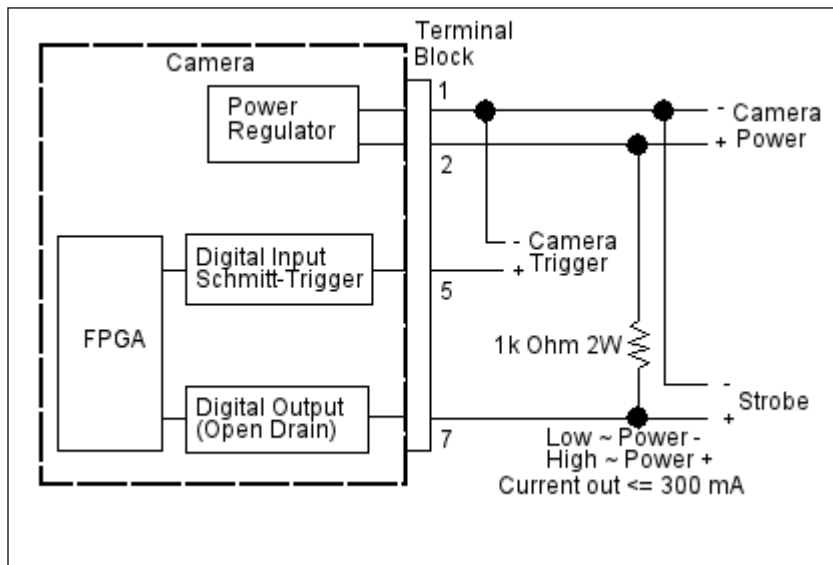 Terminal
Block
Camera
1
Power
Regulator
- Camera
+ Power
2
Digital Input
Schmitt-Trigger
- Camera
+ Trigger
5
FPGA
1k Ohm 2W
Digital Output
(Open Drain)
-
+ Strobe
7
Low ~ Power -
High ~ Power +
Current out <= 300 mA